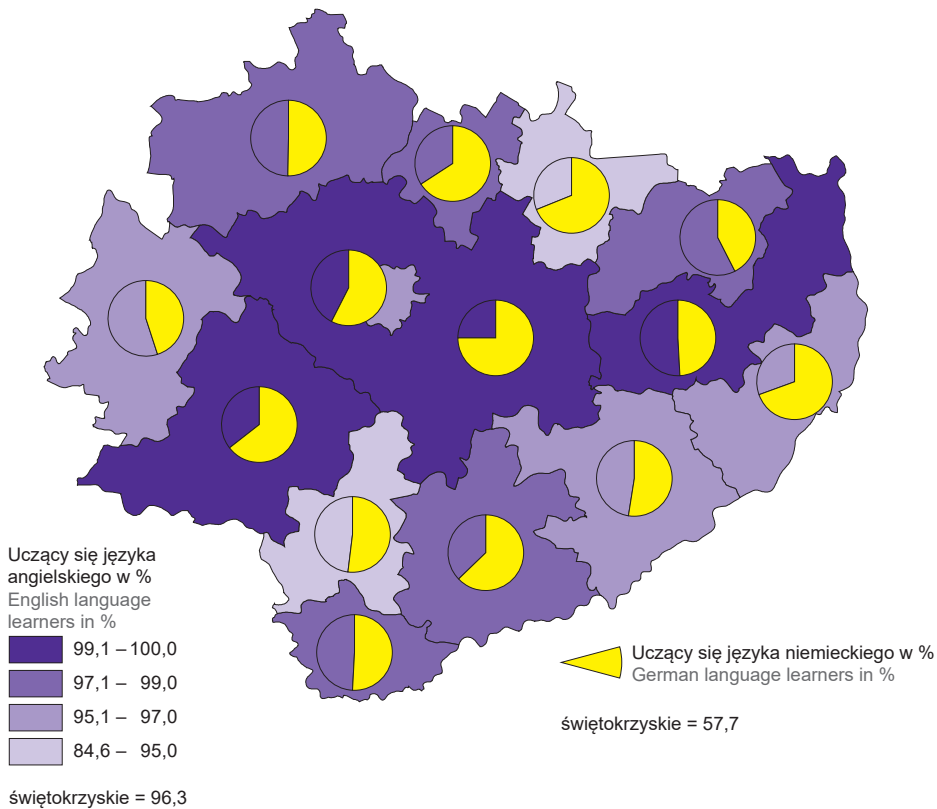 Uczący się języka
angielskiego w %
English language
learners in %
99,1 – 100,0
97,1 – 99,0
95,1 – 97,0
84,6 – 95,0
świętokrzyskie = 96,3
Uczący się języka niemieckiego w %
German language learners in %
świętokrzyskie = 57,7